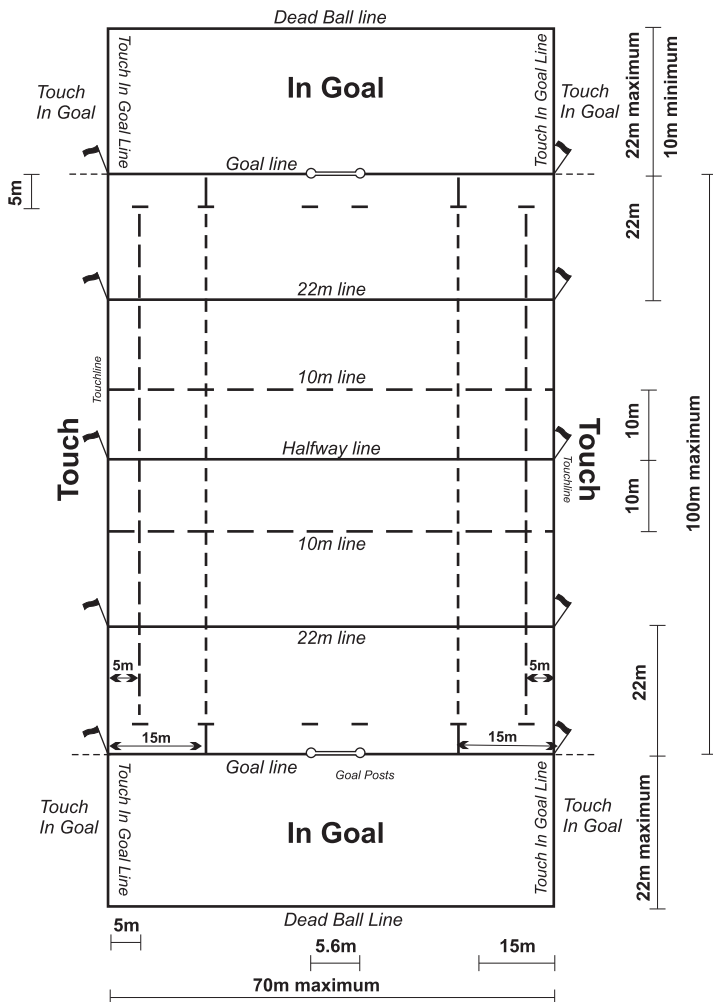 Dead Ball line
Touch In Goal Line
In Goal
Touch In Goal Line
Touch
In Goal
Touch
In Goal
22m maximum
10m minimum
Goal line
5m
22m
22m line
Touchline
10m line
10m
Touch
Halfway line
Touch
Touchline
100m maximum
10m
10m line
22m line
5m
5m
22m
15m
15m
Goal line
Goal Posts
Touch In Goal Line
Touch In Goal Line
Touch
In Goal
In Goal
Touch
In Goal
22m maximum
Dead Ball Line
5m
5.6m
15m
70m maximum